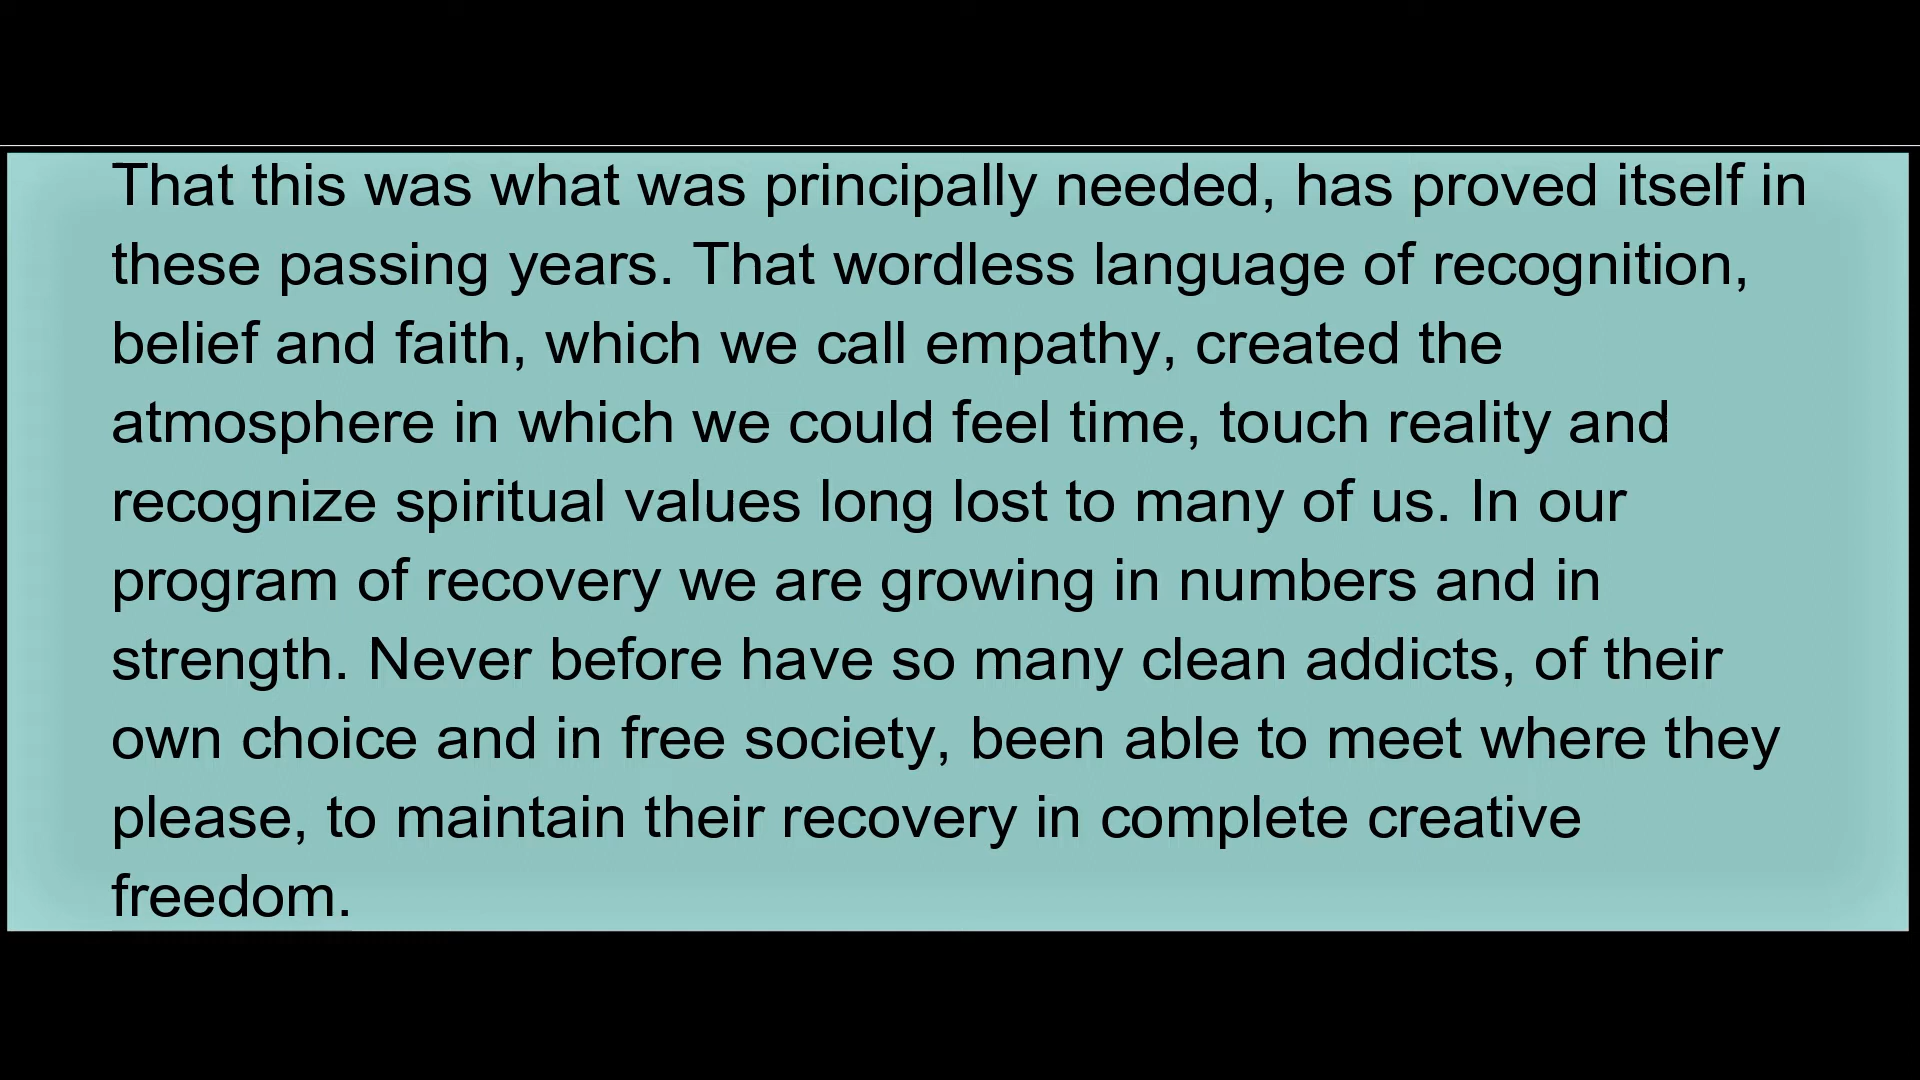 That this was what was principally needed, has proved itself in
these passing years. That wordless language of recognition,
belief and faith, which we call empathy, created the
atmosphere in which we could feel time, touch reality and
recognize spiritual values long lost to many of us. In our
program of recovery we are growing in numbers and in
strength. Never before have so many clean addicts, of their
own choice and in free society, been able to meet where they
please, to maintain their recovery in complete creative
freedom.